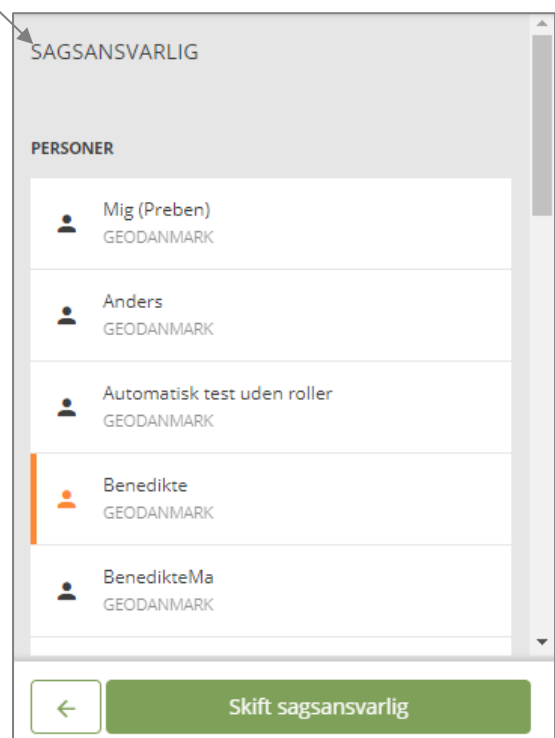 SAGSANSVARLIG
PERSONER
Mig (Preben)
GEODANMARK
Anders
GEODANMARK
Automatisk test uden roller
GEODANMARK
Benedikte
GEODANMARK
BenedikteMa
GEODANMARK
Skift sagsansvarlig